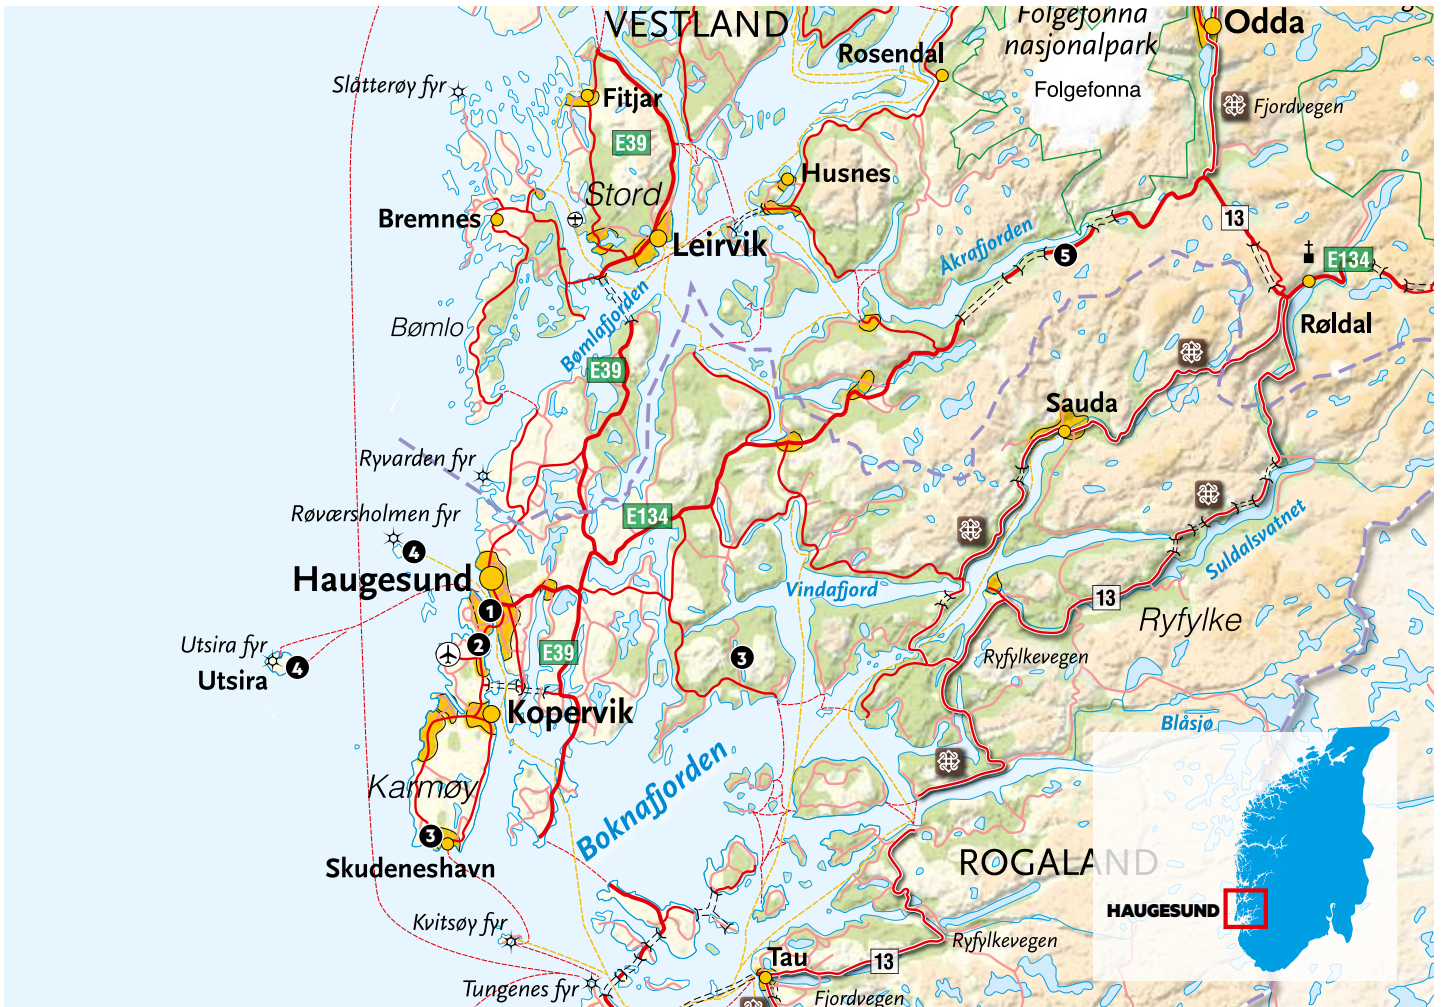 VESTLAND
Folgefonna
nasjonalpark
Odda
Rosendal
Slåtterøy fyr
Fitjar
Folgefonna
Fjordvegen
E39
Husnes
Stord
Bremnes
13
Leirvik
Åkrafjorden
5
E134
Bømlafjorden
Bømlo
Røldal
E39
Sauda
Ryvarden fyr
Røværsholmen fyr
E134
4
Suldalsvatnet
Haugesund
Vindafjord
13
1
Ryfylke
Utsira fyr
2
E39
3
Ryfylkevegen
4
Utsira
Kopervik
Blåsjø
Boknafjorden
Karmøy
3
Skudeneshavn
ROGALAND
HAUGESUND
Kvitsøy fyr
Ryfylkevegen
Tau
13
Tungenes fyr
Fjordvegen